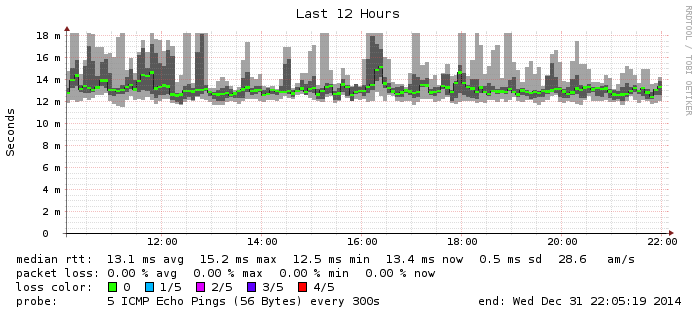 Last 12 Hours
RRDTOOL / TOBI OETIKER
Seconds
18 m
16 m
14 m
12 m
10 m
8 m
6 m
4 m
2 m
0
12:00 14:00 16:00 18:00 20:00 22:00
median rtt: 13.1 ms avg 15.2 ms max 12.5 ms min 13.4 ms now 0.5 ms sd 28.6 am/s
packet loss: 0.00 % avg 0.00 % max 0.00 % min 0.00 % now
loss color: 0 1/5 2/5 3/5 4/5
probe: 5 ICMP Echo Pings (56 Bytes) every 300s end: Wed Dec 31 22:05:19 2014